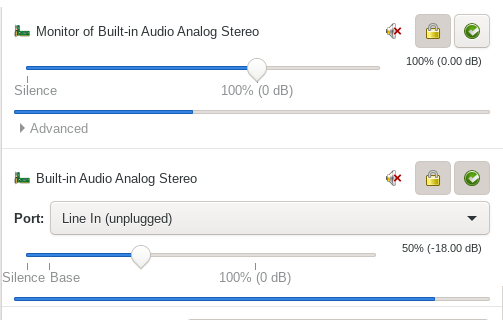 Monitor of Built-in Audio Analog Stereo
100% (0.00 dB)
Silence 100% (0 dB)
Advanced
Built-in Audio Analog Stereo
Port: Line In (unplugged)
50% (-18.00 dB)
Silence Base 100% (0 dB)